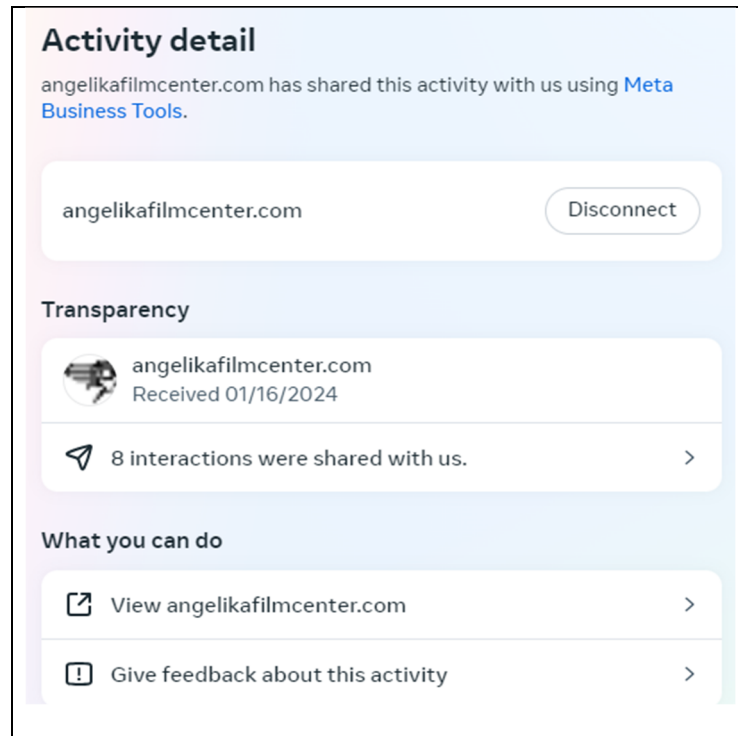 Activity detail
angelikafilmcenter.com has shared this activity with us using Meta
Business Tools.
angelikafilmcenter.com
Disconnect
Transparency
angelikafilmcenter.com
Received 01/16/2024
8 interactions were shared with us.
What you can do
View angelikafilmcenter.com
Give feedback about this activity